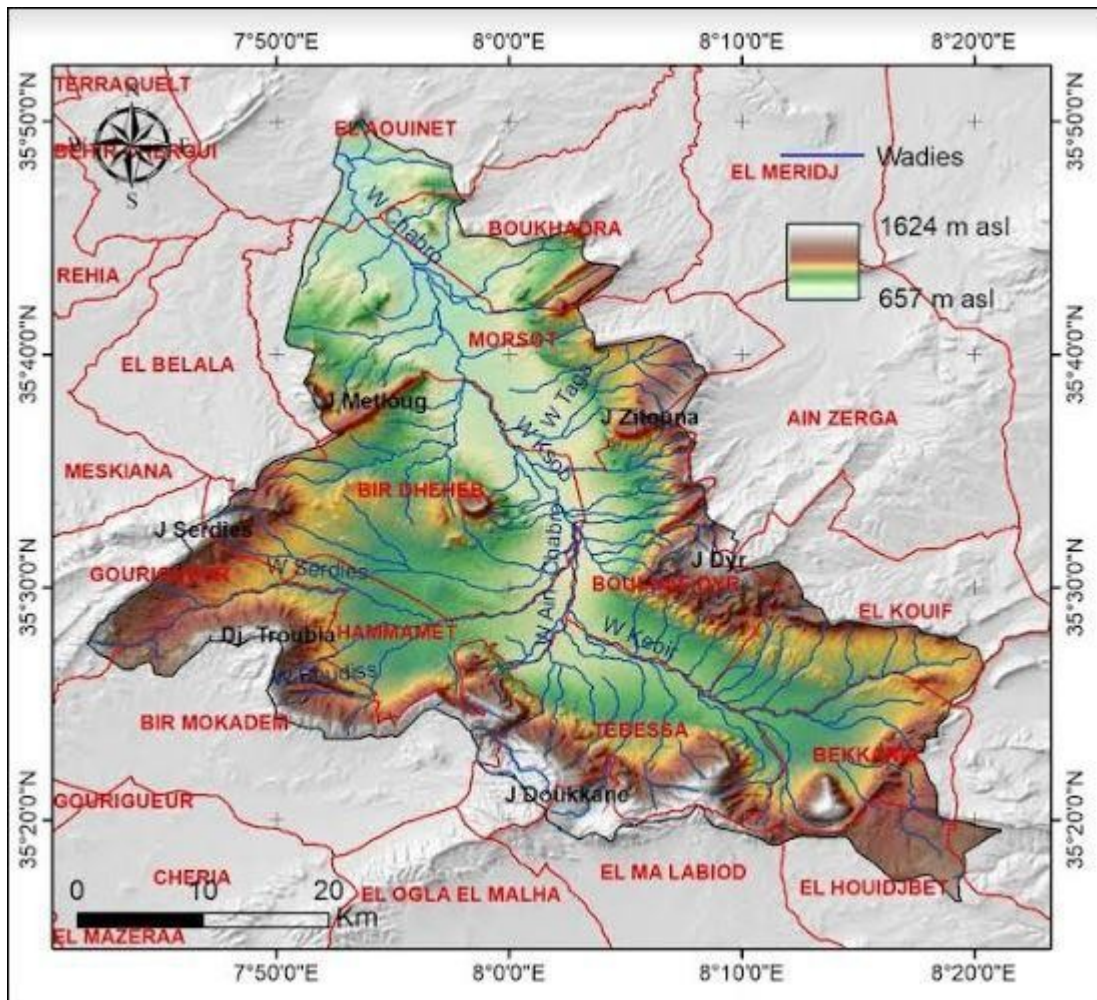 7°50'0"E 8°0'0"E 8°10'0"E 8°20'0"E
TERRAQUELT
N
35°50'0"N
EL AOUINET
35°50'0"N
W E
S
Wadies
EL MERIDJ
W Chabro
BOUKHADRA
1624 m asl
REHIA
657 m asl
MORSOT
35°40'0"N
EL BELALA
35°40'0"N
J Metloug
W Taga
J Zitouna
AIN ZERGA
W Ksob
MESKIANA
BIR DHEHEB
J Serdies
W Ain Chabro
J Dyr
GOURIGUEUR
W Serdies
35°30'0"N
35°30'0"N
EL KOUIF
Dj. Troubia
HAMMAMET
W Kebir
BIR MOKADEM
TEBESSA
BEKKARIA
GOURIGUEUR
J Doukkane
35°20'0"N
35°20'0"N
CHERIA
EL OGLA EL MALHA
EL MA LABIOD
EL HOUIDJBET
0 10 20
Km
EL MAZERAA
7°50'0"E 8°0'0"E 8°10'0"E 8°20'0"E